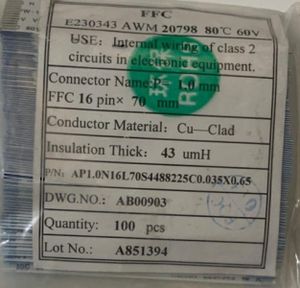 FFC
E230343 AWM 20798 80℃ 60V
USE: Internal wiring of class 2
circuits in electronic equipment.
Connector Name:P= 1.0 mm
FFC 16 pin× 70 mm
Conductor Material: Cu—Clad
Insulation Thick: 43 umH
P/N: AP1.0N16L70S4488225C0.035X0.65
DWG.NO.: AB00903
Quantity: 100 pcs
Lot No.: A851394